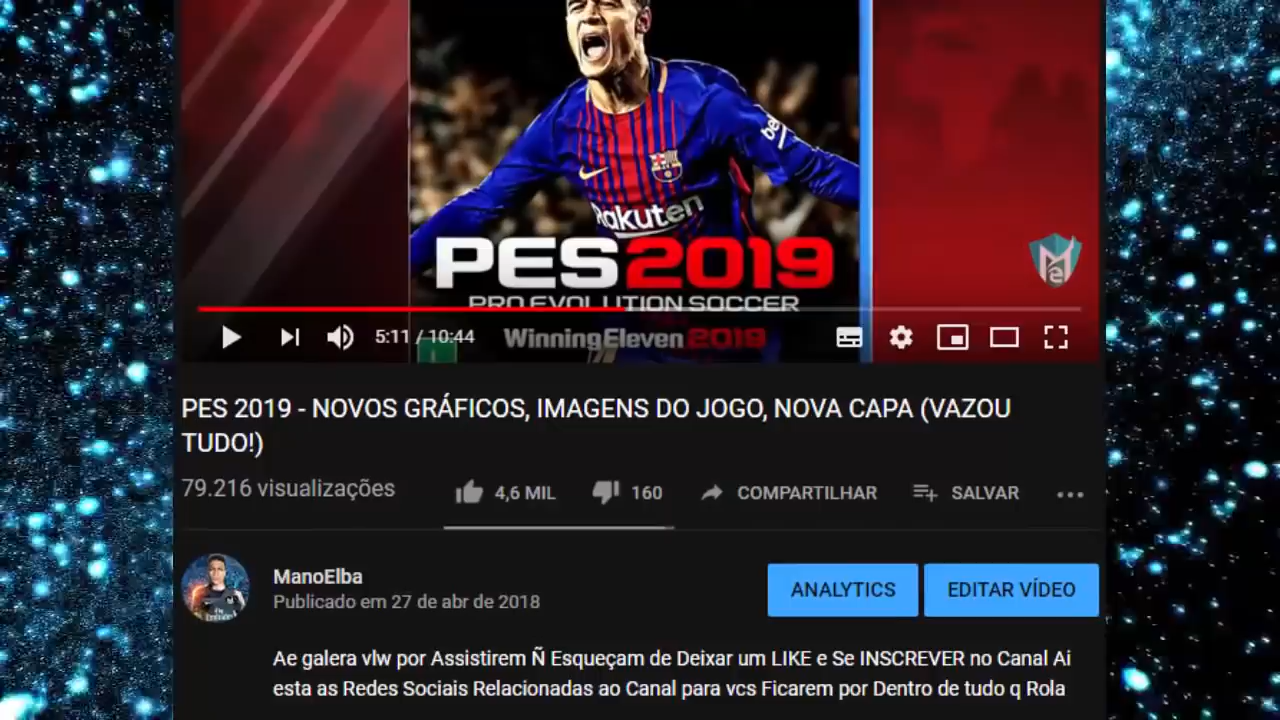 beko
Rakuten
PES2019
PRO EVOLUTION SOCCER
5:11 / 10:44
WinningEleven 2019
PES 2019 - NOVOS GRÁFICOS, IMAGENS DO JOGO, NOVA CAPA (VAZOU
TUDO!)
79.216 visualizações
4,6 MIL
160
COMPARTILHAR
SALVAR
ManoElba
Publicado em 27 de abr de 2018
ANALYTICS
EDITAR VÍDEO
Ae galera vlw por Assistirem Ñ Esqueçam de Deixar um LIKE e Se INSCREVER no Canal Ai
esta as Redes Sociais Relacionadas ao Canal para vcs Ficarem por Dentro de tudo q Rola